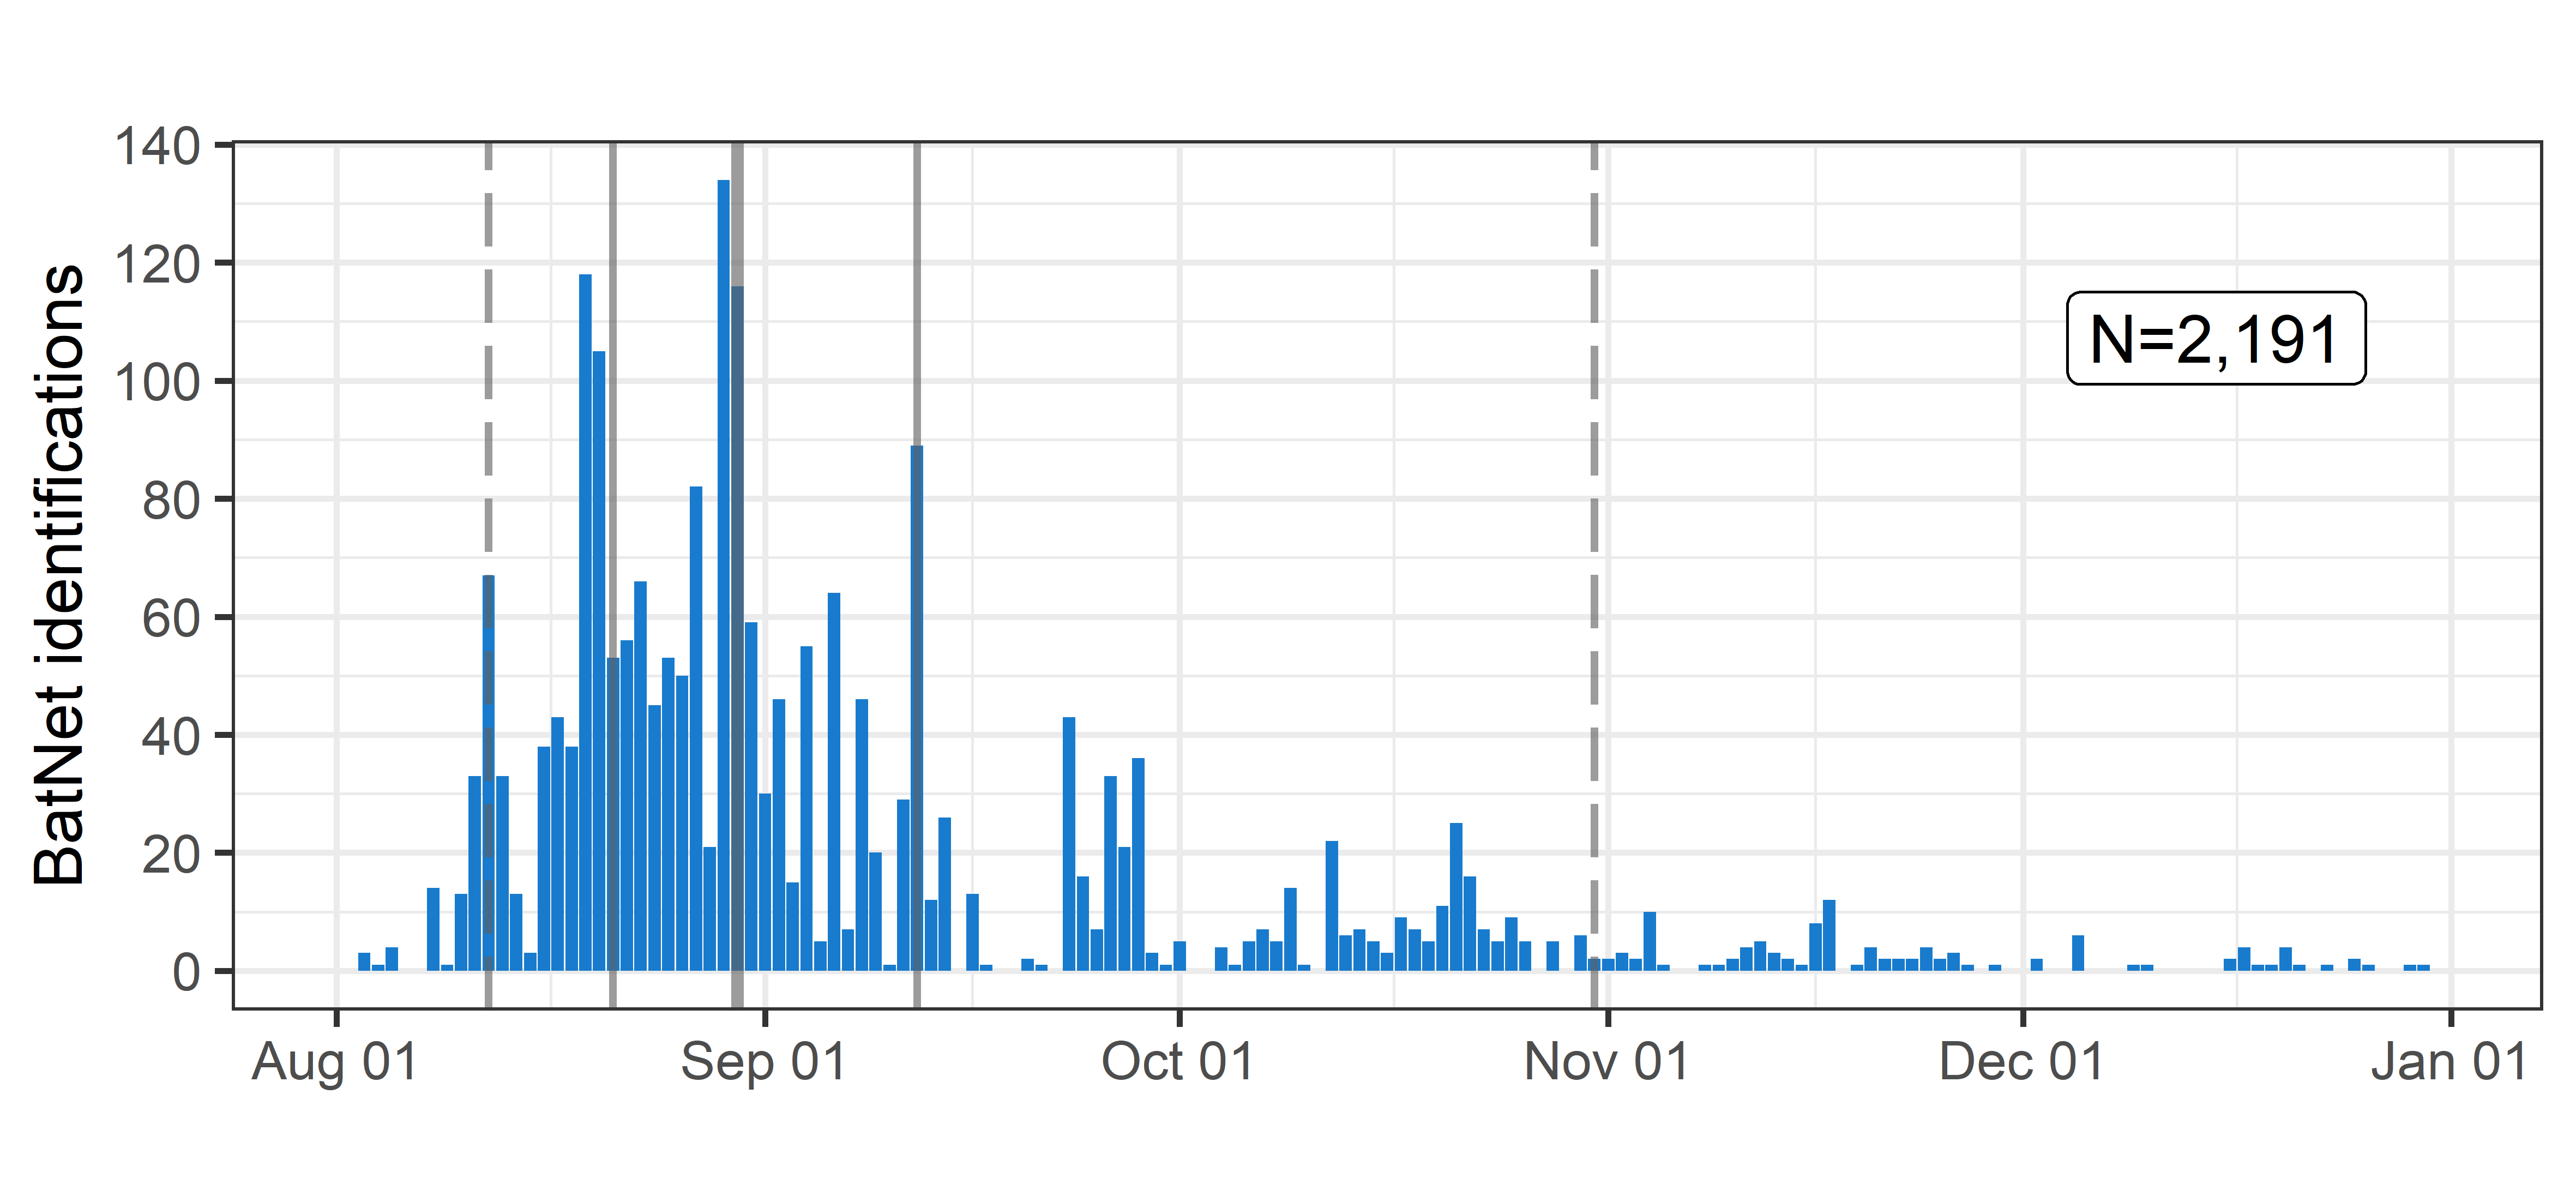 BatNet identifications
140
120
100
80
60
40
20
0
N=2,191
Aug 01
Sep 01
Oct 01
Nov 01
Dec 01
Jan 01